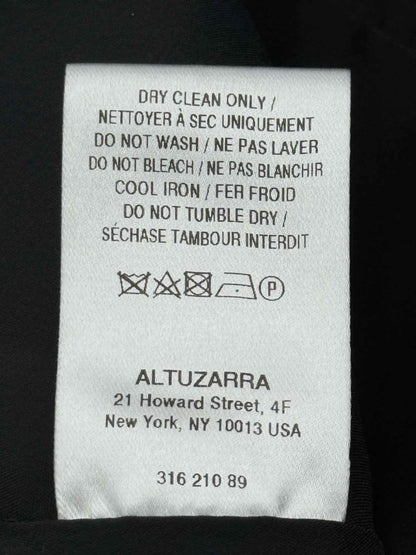 DRY CLEAN ONLY /
NETTOYER À SEC UNIQUEMENT
DO NOT WASH / NE PAS LAVER
DO NOT BLEACH / NE PAS BLANCHIR
COOL IRON / FER FROID
DO NOT TUMBLE DRY /
SÉCHASE TAMBOUR INTERDIT
P
ALTUZARRA
21 Howard Street, 4F
New York, NY 10013 USA
316 210 89